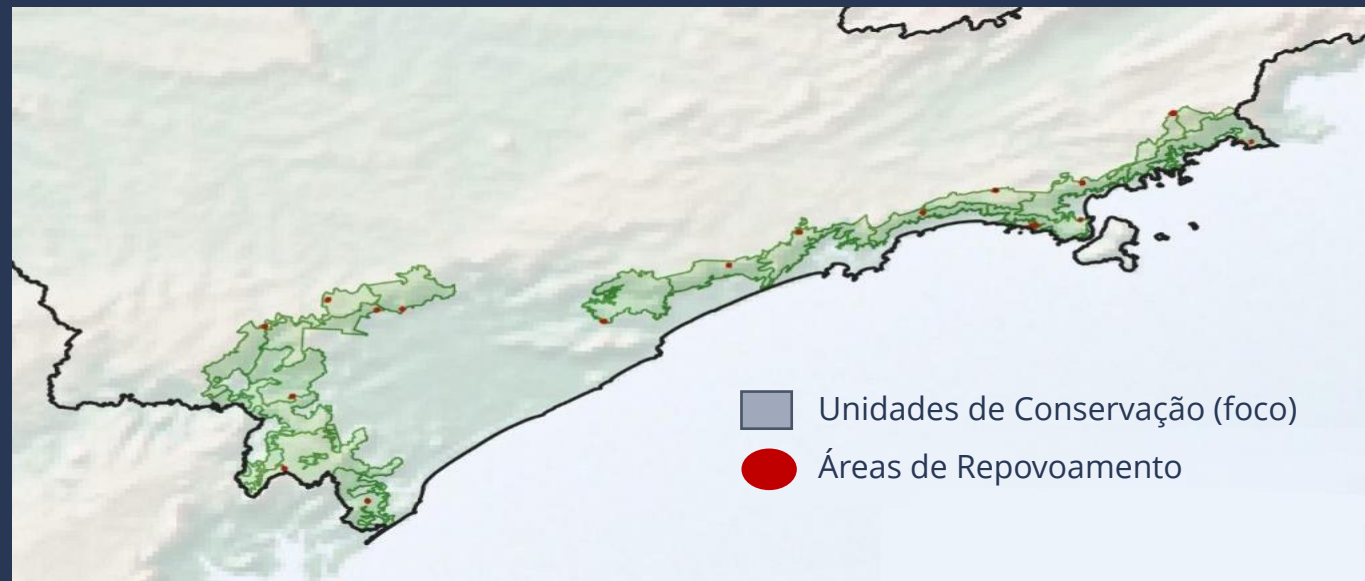 Unidades de Conservação (foco)
Áreas de Repovoamento